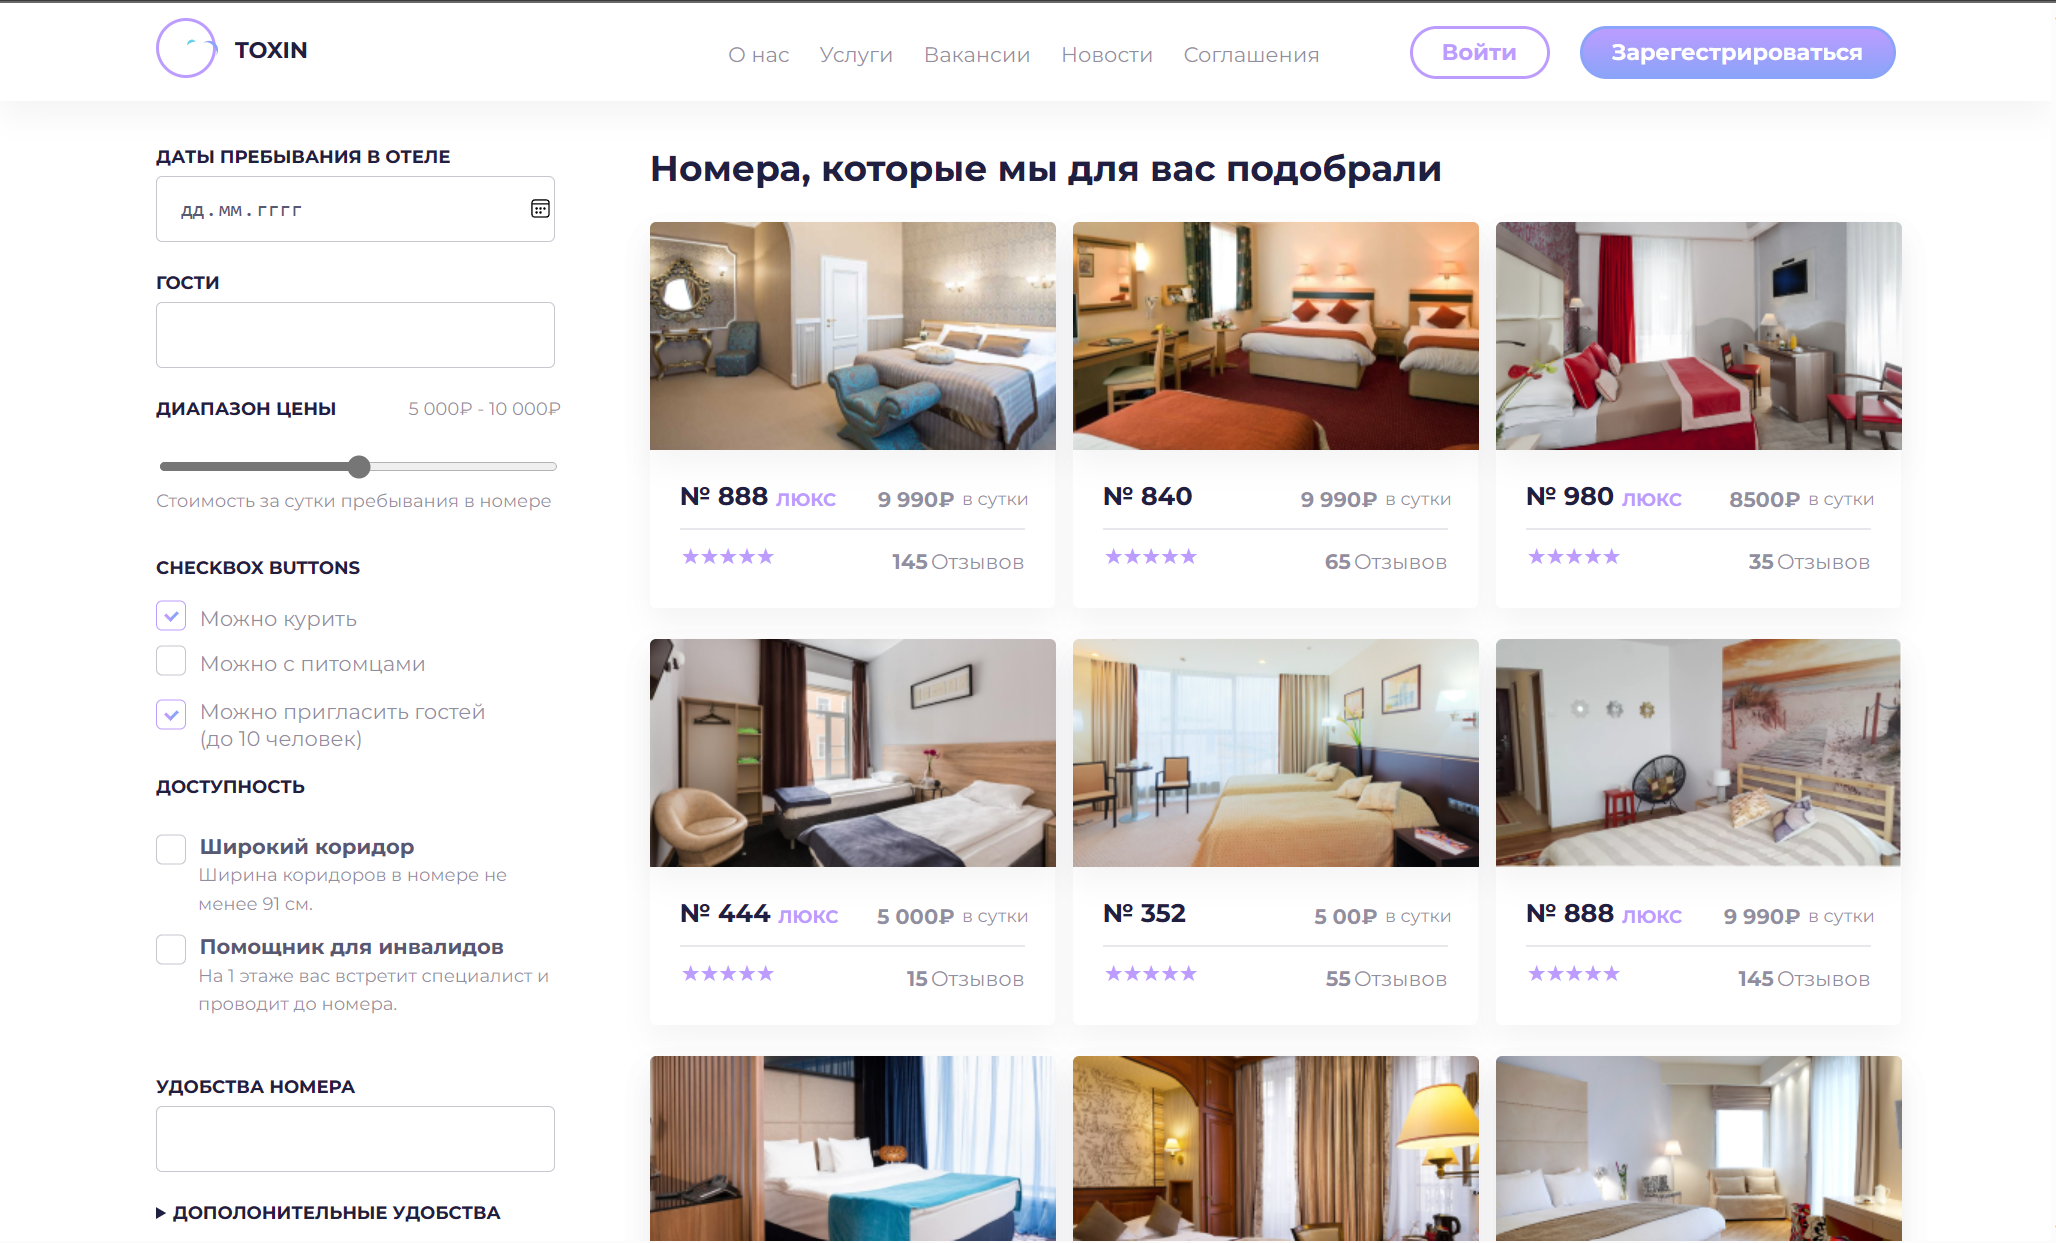 TOXIN
О нас Услуги Вакансии Новости Соглашения
Войти
Зарегестрироваться
ДАТЫ ПРЕБЫВАНИЯ В ОТЕЛЕ
дд.мм.гггг
ГОСТИ
ДИАПАЗОН ЦЕНЫ 5 000₽ - 10 000₽
Стоимость за сутки пребывания в номере
CHECKBOX BUTTONS
Можно курить
Можно с питомцами
Можно пригласить гостей
(до 10 человек)
ДОСТУПНОСТЬ
Широкий коридор
Ширина коридоров в номере не
менее 91 см.
Помощник для инвалидов
На 1 этаже вас встретит специалист и
проводит до номера.
УДОБСТВА НОМЕРА
ДОПОЛОНИТЕЛЬНЫЕ УДОБСТВА
Номера, которые мы для вас подобрали
№ 888 ЛЮКС 9 990₽ в сутки
★★★★★ 145 Отзывов
№ 840 9 990₽ в сутки
★★★★★ 65 Отзывов
№ 980 ЛЮКС 8500₽ в сутки
★★★★★ 35 Отзывов
№ 444 ЛЮКС 5 000₽ в сутки
★★★★★ 15 Отзывов
№ 352 5 00₽ в сутки
★★★★★ 55 Отзывов
№ 888 ЛЮКС 9 990₽ в сутки
★★★★★ 145 Отзывов